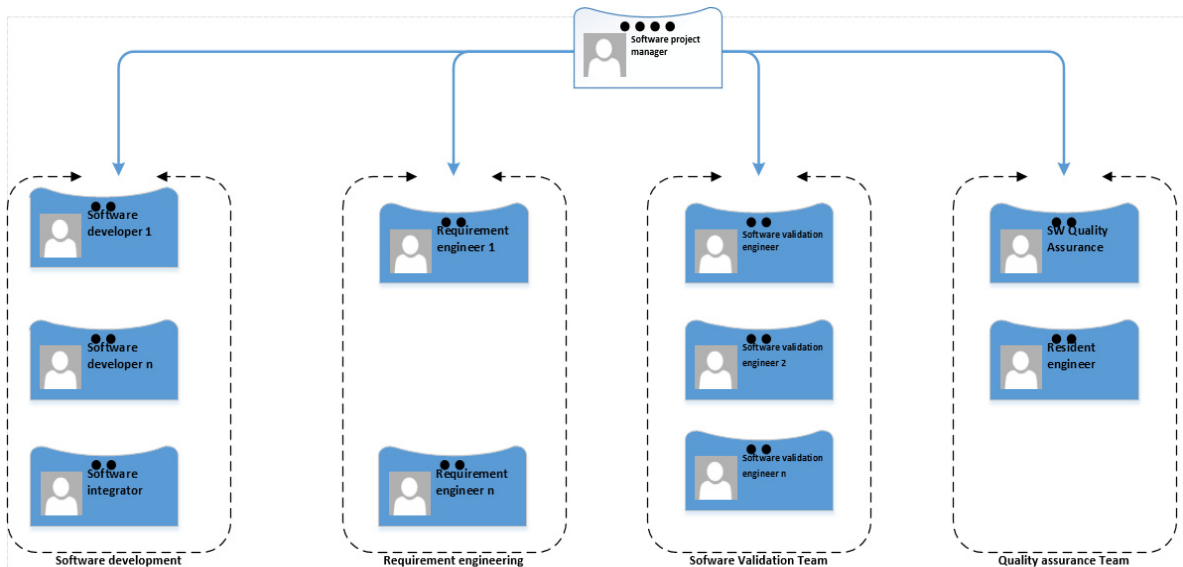 Software project
manager
Software
developer 1
Software
developer n
Software
integrator
Software development
Requirement
engineer 1
Requirement
engineer n
Requirement engineering
Software validation
engineer
Software validation
engineer 2
Software validation
engineer n
Sofware Validation Team
SW Quality
Assurance
Resident
engineer
Quality assurance Team